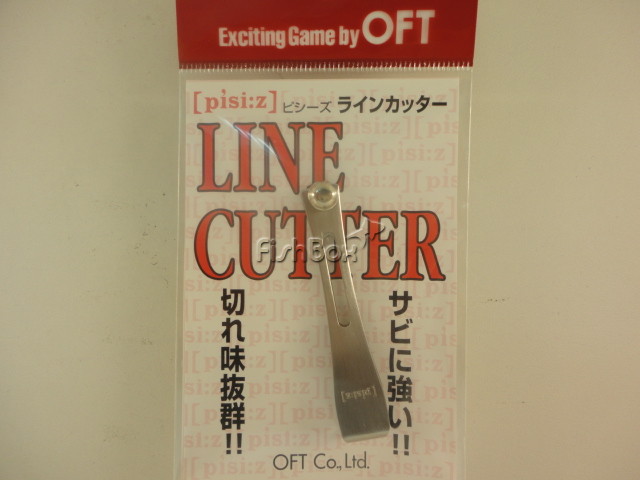 Exciting Game by OFT
[pisi:z] ピシーズ ラインカッター
LINE
CUTTER
FishBox
切れ味抜群!!
サビに強い!!
[pisi:z]
OFT Co.,Ltd.